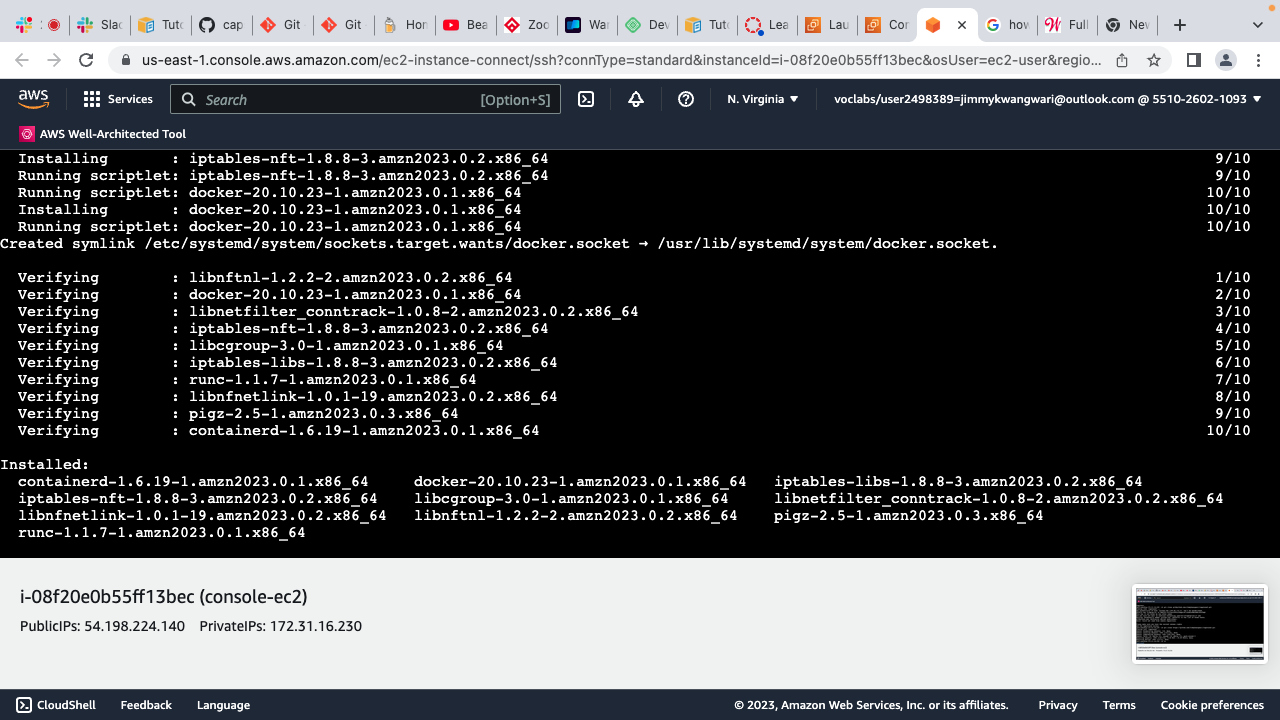 Slac
Tuto
cap
Git
Git
Hon
Bea
Zoo
War
Dev
Tuto
Lea
Lau
Cor
how
Full
Nev
us-east-1.console.aws.amazon.com/ec2-instance-connect/ssh?connType=standard&instanceId=i-08f20e0b55ff13bec&osUser=ec2-user&regio...
aws Services Search [Option+S] N. Virginia voclabs/user2498389=jimmykwangwari@outlook.com @ 5510-2602-1093
AWS Well-Architected Tool
Installing : iptables-nft-1.8.8-3.amzn2023.0.2.x86_64 9/10
Running scriptlet: iptables-nft-1.8.8-3.amzn2023.0.2.x86_64 9/10
Running scriptlet: docker-20.10.23-1.amzn2023.0.1.x86_64 10/10
Installing : docker-20.10.23-1.amzn2023.0.1.x86_64 10/10
Running scriptlet: docker-20.10.23-1.amzn2023.0.1.x86_64 10/10
Created symlink /etc/systemd/system/sockets.target.wants/docker.socket → /usr/lib/systemd/system/docker.socket.
Verifying : libnftnl-1.2.2-2.amzn2023.0.2.x86_64 1/10
Verifying : docker-20.10.23-1.amzn2023.0.1.x86_64 2/10
Verifying : libnetfilter_conntrack-1.0.8-2.amzn2023.0.2.x86_64 3/10
Verifying : iptables-nft-1.8.8-3.amzn2023.0.2.x86_64 4/10
Verifying : libcgroup-3.0-1.amzn2023.0.1.x86_64 5/10
Verifying : iptables-libs-1.8.8-3.amzn2023.0.2.x86_64 6/10
Verifying : runc-1.1.7-1.amzn2023.0.1.x86_64 7/10
Verifying : libnfnetlink-1.0.1-19.amzn2023.0.2.x86_64 8/10
Verifying : pigz-2.5-1.amzn2023.0.3.x86_64 9/10
Verifying : containerd-1.6.19-1.amzn2023.0.1.x86_64 10/10
Installed:
containerd-1.6.19-1.amzn2023.0.1.x86_64 docker-20.10.23-1.amzn2023.0.1.x86_64 iptables-libs-1.8.8-3.amzn2023.0.2.x86_64
iptables-nft-1.8.8-3.amzn2023.0.2.x86_64 libcgroup-3.0-1.amzn2023.0.1.x86_64 libnetfilter_conntrack-1.0.8-2.amzn2023.0.2.x86_64
libnfnetlink-1.0.1-19.amzn2023.0.2.x86_64 libnftnl-1.2.2-2.amzn2023.0.2.x86_64 pigz-2.5-1.amzn2023.0.3.x86_64
runc-1.1.7-1.amzn2023.0.1.x86_64
i-08f20e0b55ff13bec (console-ec2)
PublicIPs: 54.198.224.140 PrivateIPs: 172.31.16.230
CloudShell Feedback Language © 2023, Amazon Web Services, Inc. or its affiliates. Privacy Terms Cookie preferences